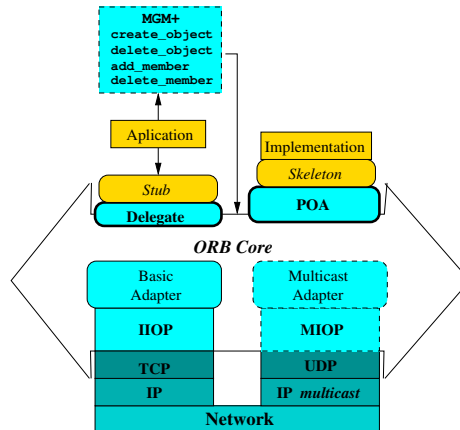 MGM+
create_object
delete_object
add_member
delete_member
Aplication
Implementation
Stub
Skeleton
Delegate
POA
ORB Core
Basic
Adapter
Multicast
Adapter
IIOP
MIOP
TCP
UDP
IP
IP multicast
Network